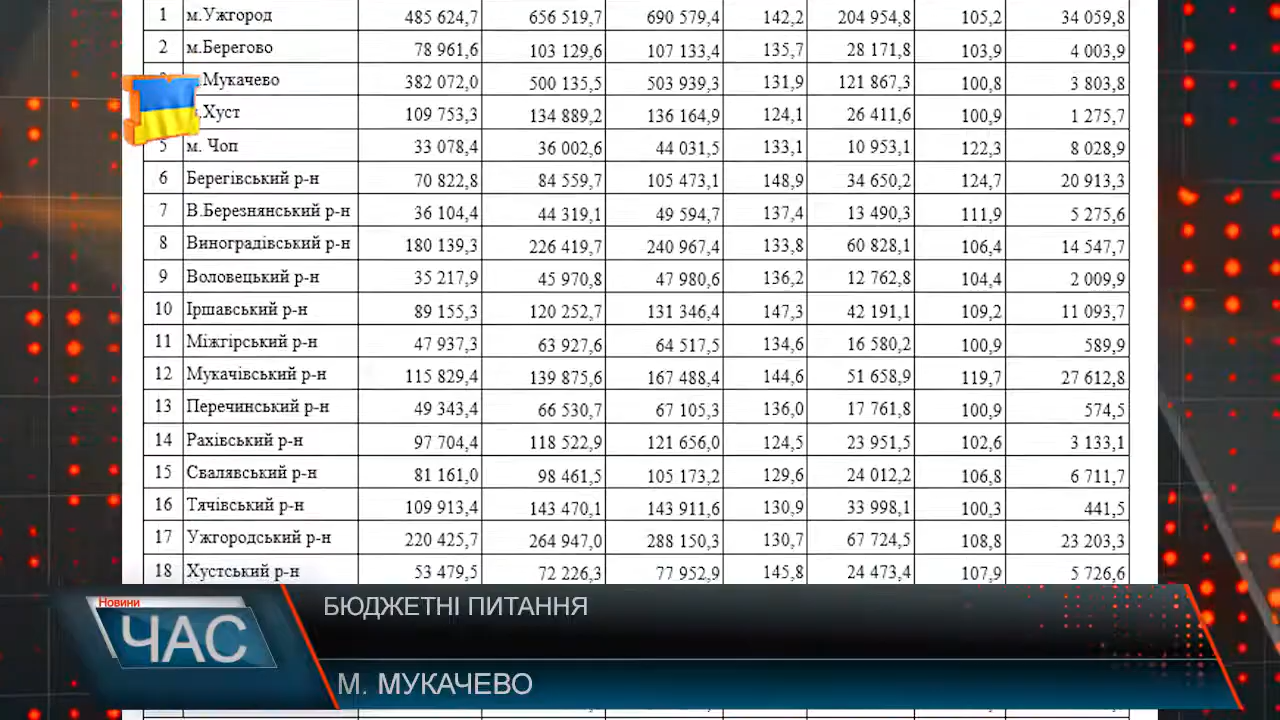 1 м.Ужгород 485 624,7 656 519,7 690 579,4 142,2 204 954,8 105,2 34 059,8
2 м.Берегово 78 961,6 103 129,6 107 133,4 135,7 28 171,8 103,9 4 003,9
.Мукачево 382 072,0 500 135,5 503 939,3 131,9 121 867,3 100,8 3 803,8
.Хуст 109 753,3 134 889,2 136 164,9 124,1 26 411,6 100,9 1 275,7
5 м. Чоп 33 078,4 36 002,6 44 031,5 133,1 10 953,1 122,3 8 028,9
6 Берегівський р-н 70 822,8 84 559,7 105 473,1 148,9 34 650,2 124,7 20 913,3
7 В.Березнянський р-н 36 104,4 44 319,1 49 594,7 137,4 13 490,3 111,9 5 275,6
8 Виноградівський р-н 180 139,3 226 419,7 240 967,4 133,8 60 828,1 106,4 14 547,7
9 Воловецький р-н 35 217,9 45 970,8 47 980,6 136,2 12 762,8 104,4 2 009,9
10 Іршавський р-н 89 155,3 120 252,7 131 346,4 147,3 42 191,1 109,2 11 093,7
11 Міжгірський р-н 47 937,3 63 927,6 64 517,5 134,6 16 580,2 100,9 589,9
12 Мукачівський р-н 115 829,4 139 875,6 167 488,4 144,6 51 658,9 119,7 27 612,8
13 Перечинський р-н 49 343,4 66 530,7 67 105,3 136,0 17 761,8 100,9 574,5
14 Рахівський р-н 97 704,4 118 522,9 121 656,0 124,5 23 951,5 102,6 3 133,1
15 Свалявський р-н 81 161,0 98 461,5 105 173,2 129,6 24 012,2 106,8 6 711,7
16 Тячівський р-н 109 913,4 143 470,1 143 911,6 130,9 33 998,1 100,3 441,5
17 Ужгородський р-н 220 425,7 264 947,0 288 150,3 130,7 67 724,5 108,8 23 203,3
18 Хустський р-н 53 479,5 72 226,3 77 952,9 145,8 24 473,4 107,9 5 726,6
Новини
ЧАС
БЮДЖЕТНІ ПИТАННЯ
М. МУКАЧЕВО